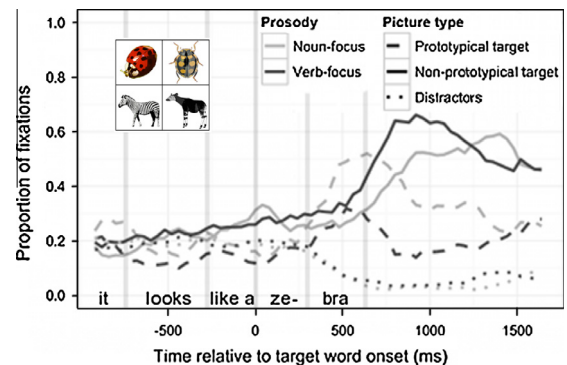 1.0
0.8
0.6
0.4
0.2
0.0
Proportion of fixations
Prosody
Noun-focus
Verb-focus
Picture type
Prototypical target
Non-prototypical target
Distractors
it looks like a ze- bra
-500 0 500 1000 1500
Time relative to target word onset (ms)